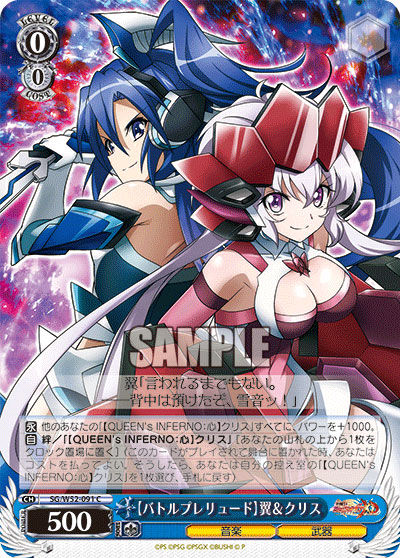 LEVEL
0
0
COST
SAMPLE
翼「言われるまでもない。
――背中は預けたぞ、雪音ッ!」
永 他のあなたの「【QUEEN's INFERNO:心】クリス」すべてに、パワーを+1000。
自 絆/「【QUEEN's INFERNO:心】クリス」［あなたの山札の上から1枚を
クロック置場に置く］(このカードがプレイされて舞台に置かれた時、あなたは
コストを払ってよい。そうしたら、あなたは自分の控え室の「【QUEEN's
INFERNO:心】クリス」を1枚選び、手札に戻す)
CH
SG/W52-091 C
500
【バトルプレリュード】翼&クリス
音楽
武器
©PS ©PSG ©PSGX ©BUSHI © P